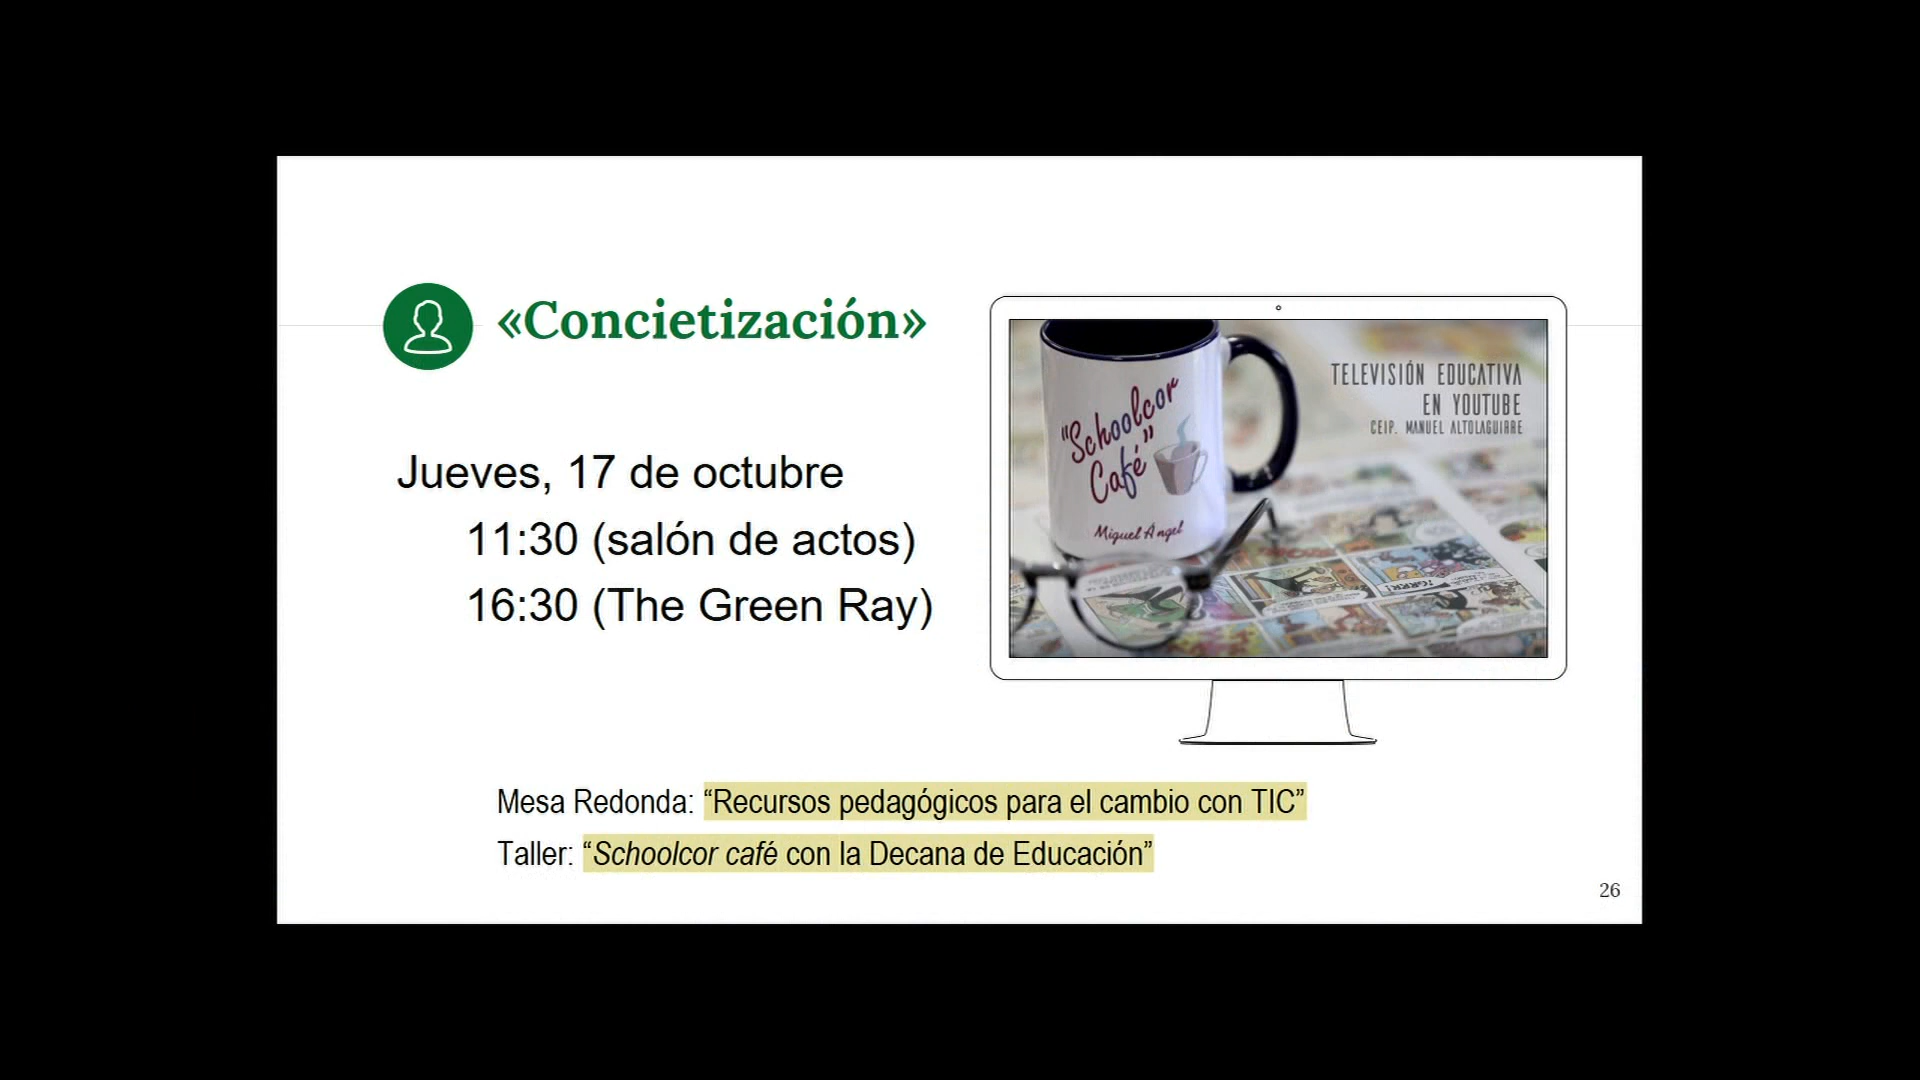 «Concietización»
Jueves, 17 de octubre
11:30 (salón de actos)
16:30 (The Green Ray)
TELEVISIÓN EDUCATIVA
EN YOUTUBE
CEIP. MANUEL ALTOLAGUIRRE
"Schoolcor
Café"
Miguel Ángel
¡GRRR!
Mesa Redonda: “Recursos pedagógicos para el cambio con TIC”
Taller: “Schoolcor café con la Decana de Educación”
26